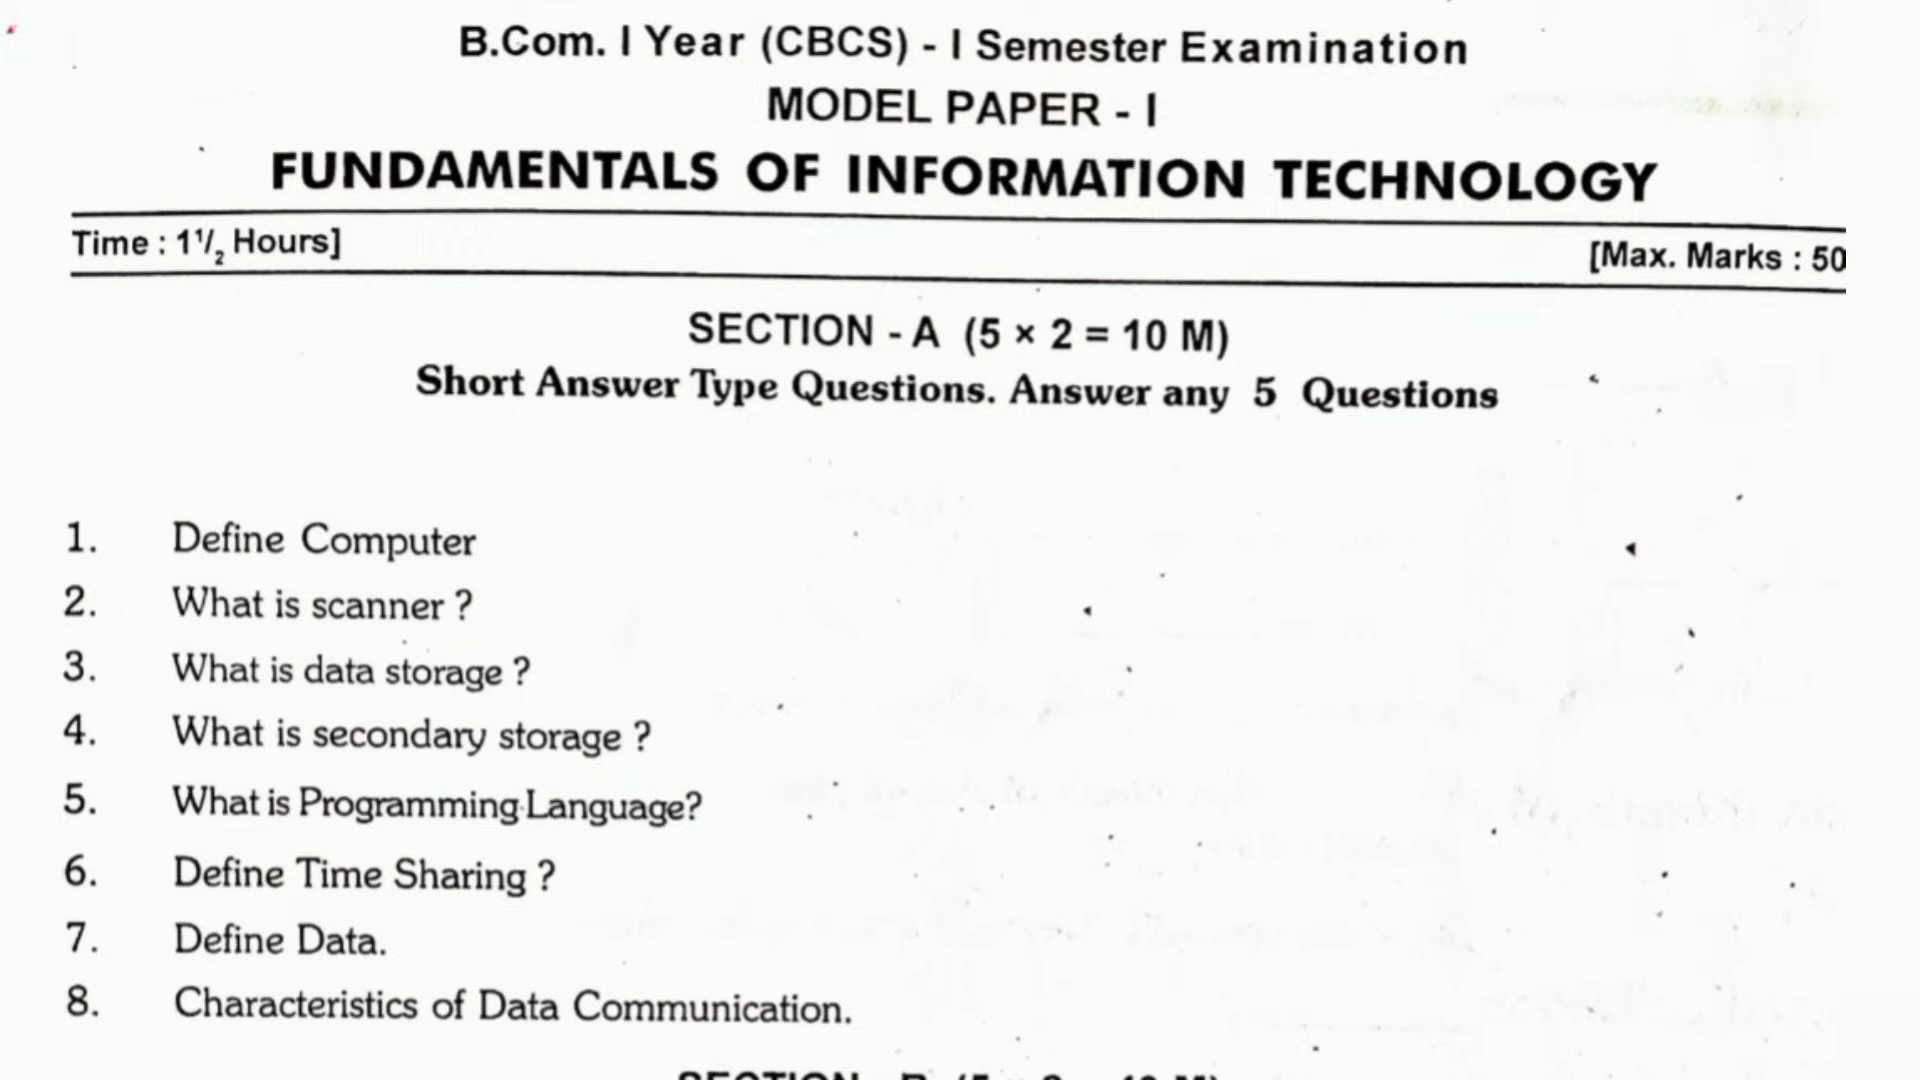 B.Com. I Year (CBCS) - I Semester Examination
MODEL PAPER - I
FUNDAMENTALS OF INFORMATION TECHNOLOGY
Time : 1 1/2 Hours] [Max. Marks : 50
SECTION - A (5 × 2 = 10 M)
Short Answer Type Questions. Answer any 5 Questions
1. Define Computer
2. What is scanner ?
3. What is data storage ?
4. What is secondary storage ?
5. What is Programming Language?
6. Define Time Sharing ?
7. Define Data.
8. Characteristics of Data Communication.
SECTION - B